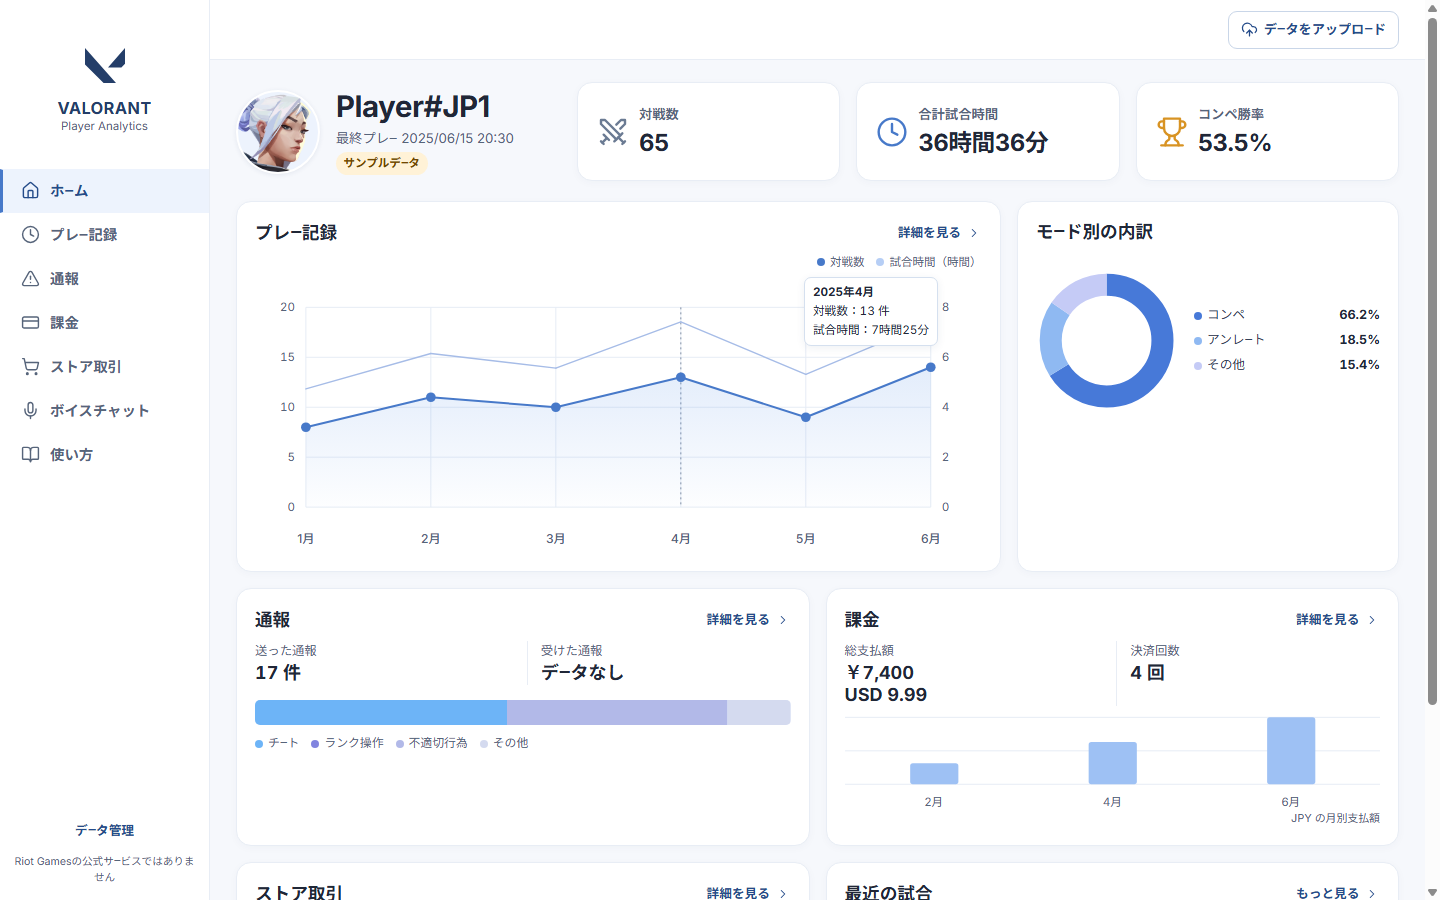 データをアップロード
VALORANT
Player Analytics
ホーム
プレー記録
通報
課金
ストア取引
ボイスチャット
使い方
データ管理
Riot Gamesの公式サービスではありま
せん
Player#JP1
最終プレー 2025/06/15 20:30
サンプルデータ
対戦数
65
合計試合時間
36時間36分
コンペ勝率
53.5%
プレー記録
詳細を見る
対戦数 試合時間（時間）
2025年4月
対戦数：13 件
試合時間：7時間25分
20 8
15 6
10 4
5 2
0 0
1月 2月 3月 4月 5月 6月
モード別の内訳
コンペ 66.2%
アンレート 18.5%
その他 15.4%
通報
詳細を見る
送った通報
17 件
受けた通報
データなし
チート ランク操作 不適切行為 その他
課金
詳細を見る
総支払額
￥7,400
USD 9.99
決済回数
4 回
2月 4月 6月
JPY の月別支払額
ストア取引
詳細を見る
最近の試合
もっと見る